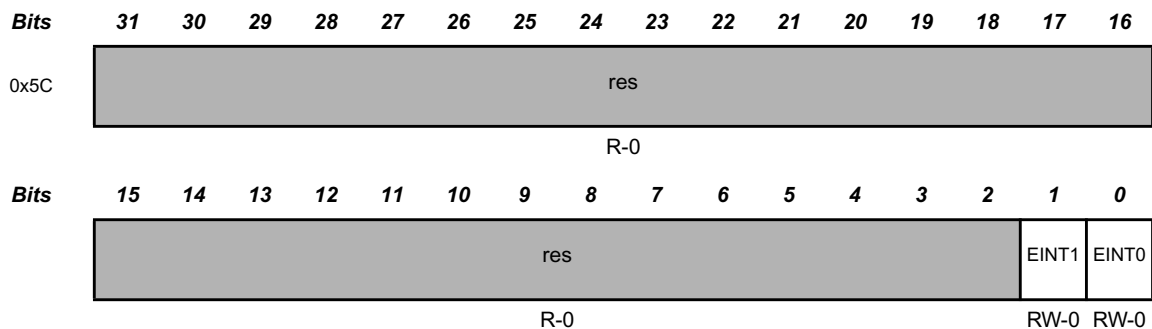 Bits 31 30 29 28 27 26 25 24 23 22 21 20 19 18 17 16
0x5C res
R-0
Bits 15 14 13 12 11 10 9 8 7 6 5 4 3 2 1 0
res EINT1 EINT0
R-0 RW-0 RW-0